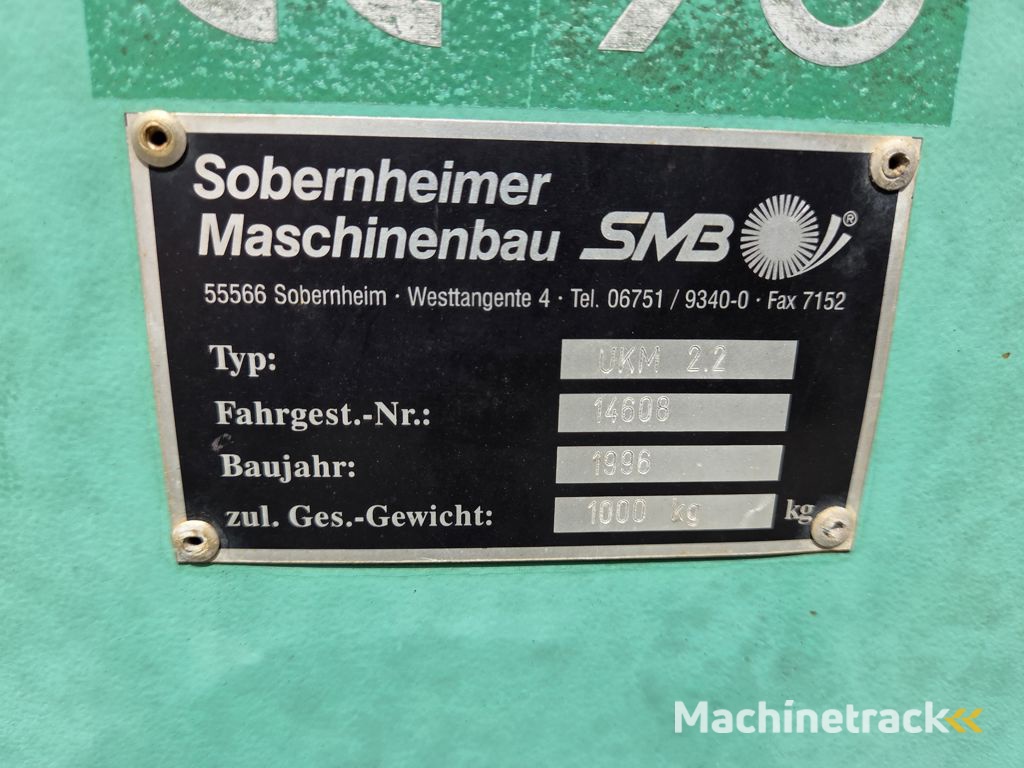 Sobernheimer
Maschinenbau SMB ®
55566 Sobernheim · Westtangente 4 · Tel. 06751 / 9340-0 · Fax 7152
Typ: UKM 2.2
Fahrgest.-Nr.: 14608
Baujahr: 1996
zul. Ges.-Gewicht: 1000 kg kg
Machinetrack